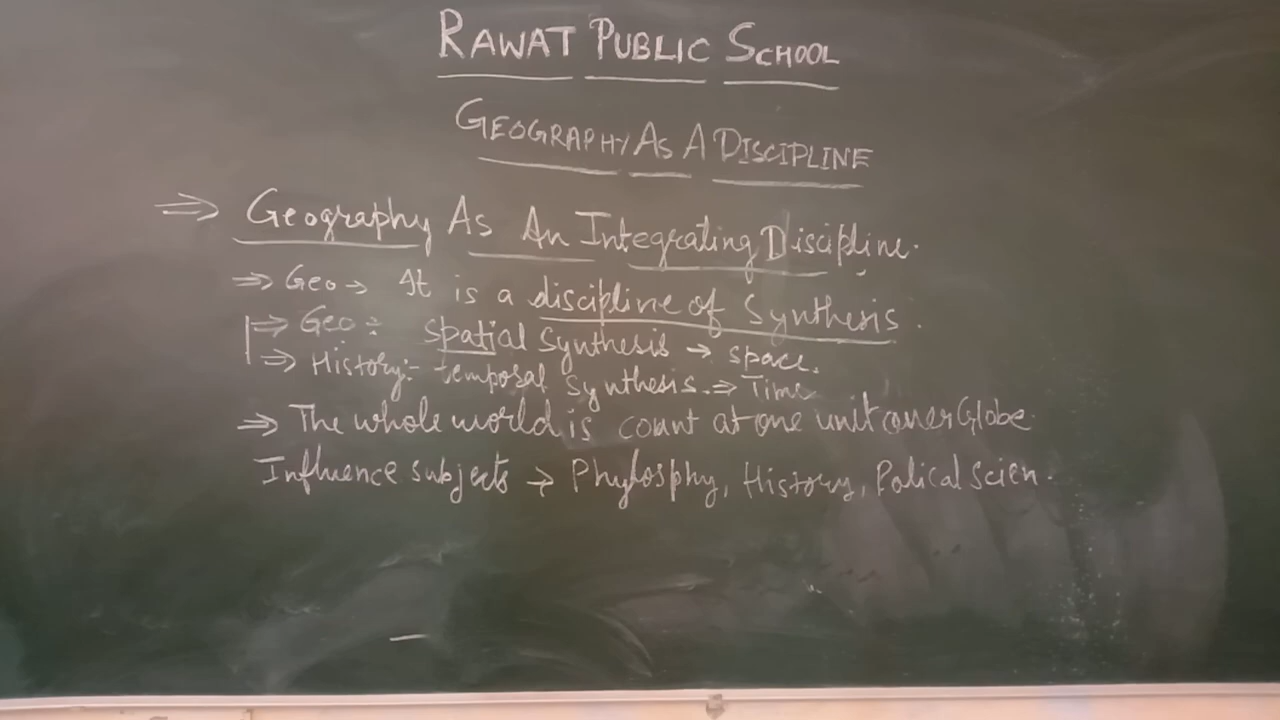 RAWAT PUBLIC SCHOOL
GEOGRAPHY AS A DISCIPLINE
⇒ Geography As An Integrating Discipline.
⇒ Geo → It is a discipline of Synthesis.
⇒ Geo :- spatial Synthesis → space.
⇒ History:- temposal Synthesis. ⇒ Time
⇒ The whole world is count at one unit over Globe.
Influence subjects → Phylosphy, History, Polical Scien.